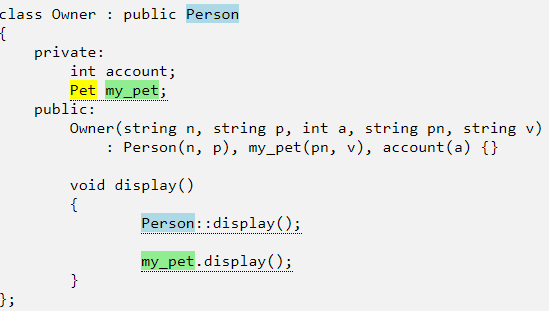 class Owner : public Person
{
    private:
        int account;
        Pet my_pet;
    public:
        Owner(string n, string p, int a, string pn, string v)
            : Person(n, p), my_pet(pn, v), account(a) {}

        void display()
        {
                Person::display();

                my_pet.display();
        }
};